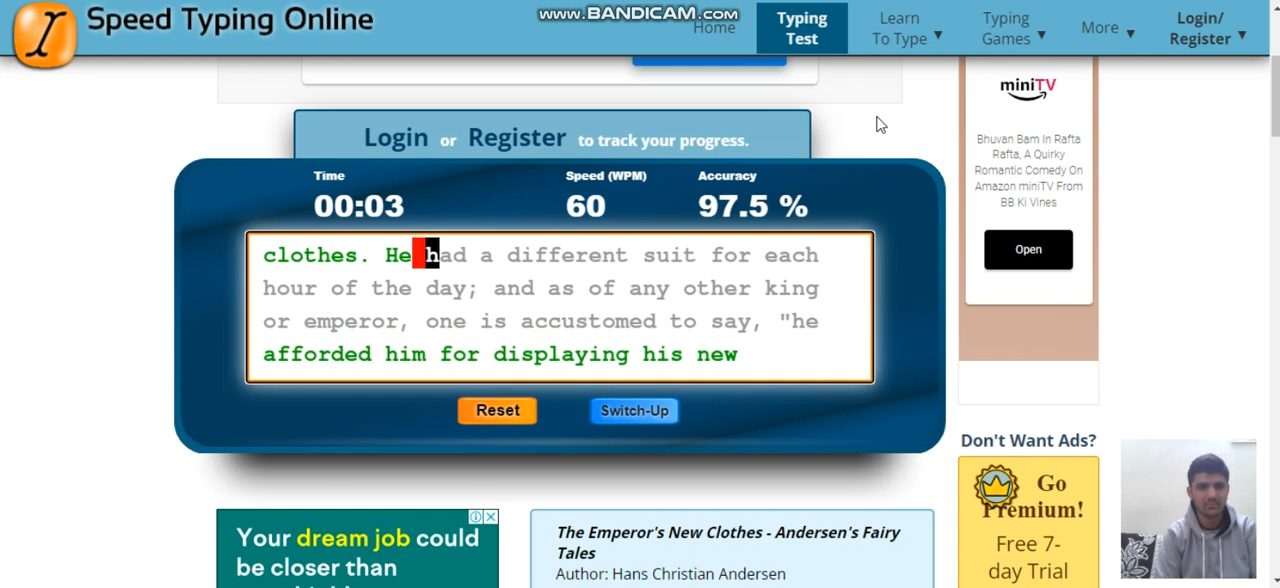 Speed Typing Online
www.BANDICAM.com
Home
Typing
Test
Learn
To Type
Typing
Games
More
Login/
Register
miniTV
Bhuvan Bam In Rafta
Rafta, A Quirky
Romantic Comedy On
Amazon miniTV From
BB Ki Vines
Open
Login or Register to track your progress.
Time
00:03
Speed (WPM)
60
Accuracy
97.5 %
clothes. He had a different suit for each
hour of the day; and as of any other king
or emperor, one is accustomed to say, "he
afforded him for displaying his new
Reset
Switch-Up
Don't Want Ads?
Go
Premium!
Free 7-
day Trial
Your dream job could
be closer than
The Emperor's New Clothes - Andersen's Fairy
Tales
Author: Hans Christian Andersen